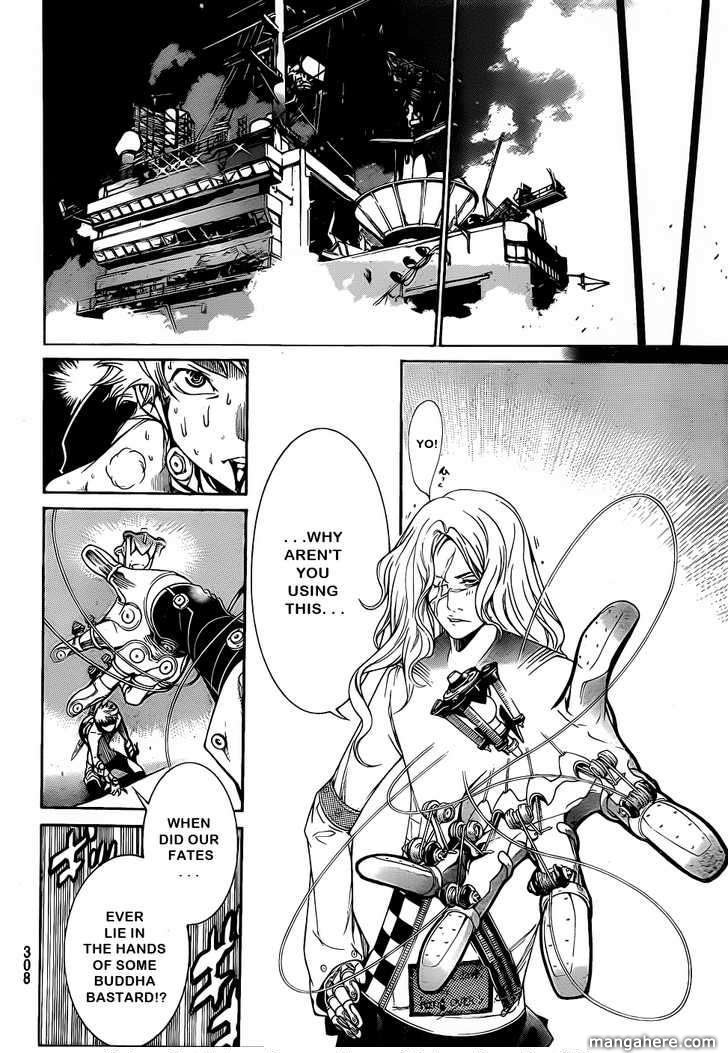 YO!
. . .WHY
AREN'T
YOU
USING
THIS. . .
WHEN
DID OUR
FATES
. . .
EVER
LIE IN
THE HANDS
OF SOME
BUDDHA
BASTARD!?
308
mangahere.com